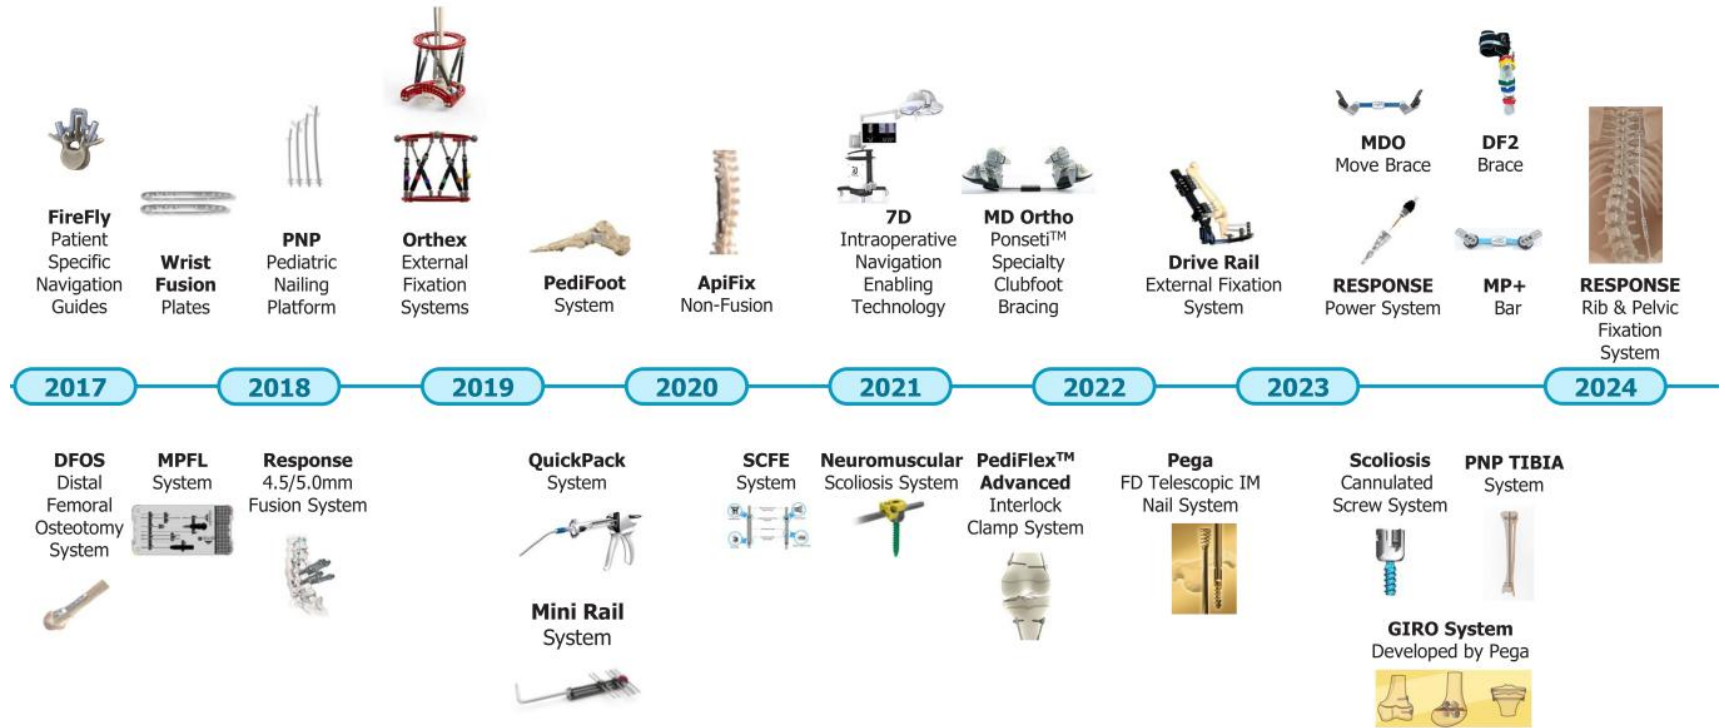 FireFly
Patient
Specific
Navigation
Guides
Wrist
Fusion
Plates
PNP
Pediatric
Nailing
Platform
Orthex
External
Fixation
Systems
PediFoot
System
ApiFix
Non-Fusion
7D
Intraoperative
Navigation
Enabling
Technology
MD Ortho
Ponseti™
Specialty
Clubfoot
Bracing
Drive Rail
External Fixation
System
MDO
Move Brace
DF2
Brace
RESPONSE
Power System
MP+
Bar
RESPONSE
Rib & Pelvic
Fixation
System
2017
2018
2019
2020
2021
2022
2023
2024
DFOS
Distal
Femoral
Osteotomy
System
MPFL
System
Response
4.5/5.0mm
Fusion System
QuickPack
System
Mini Rail
System
SCFE
System
Neuromuscular
Scoliosis System
PediFlex™
Advanced
Interlock
Clamp System
Pega
FD Telescopic IM
Nail System
Scoliosis
Cannulated
Screw System
PNP TIBIA
System
GIRO System
Developed by Pega